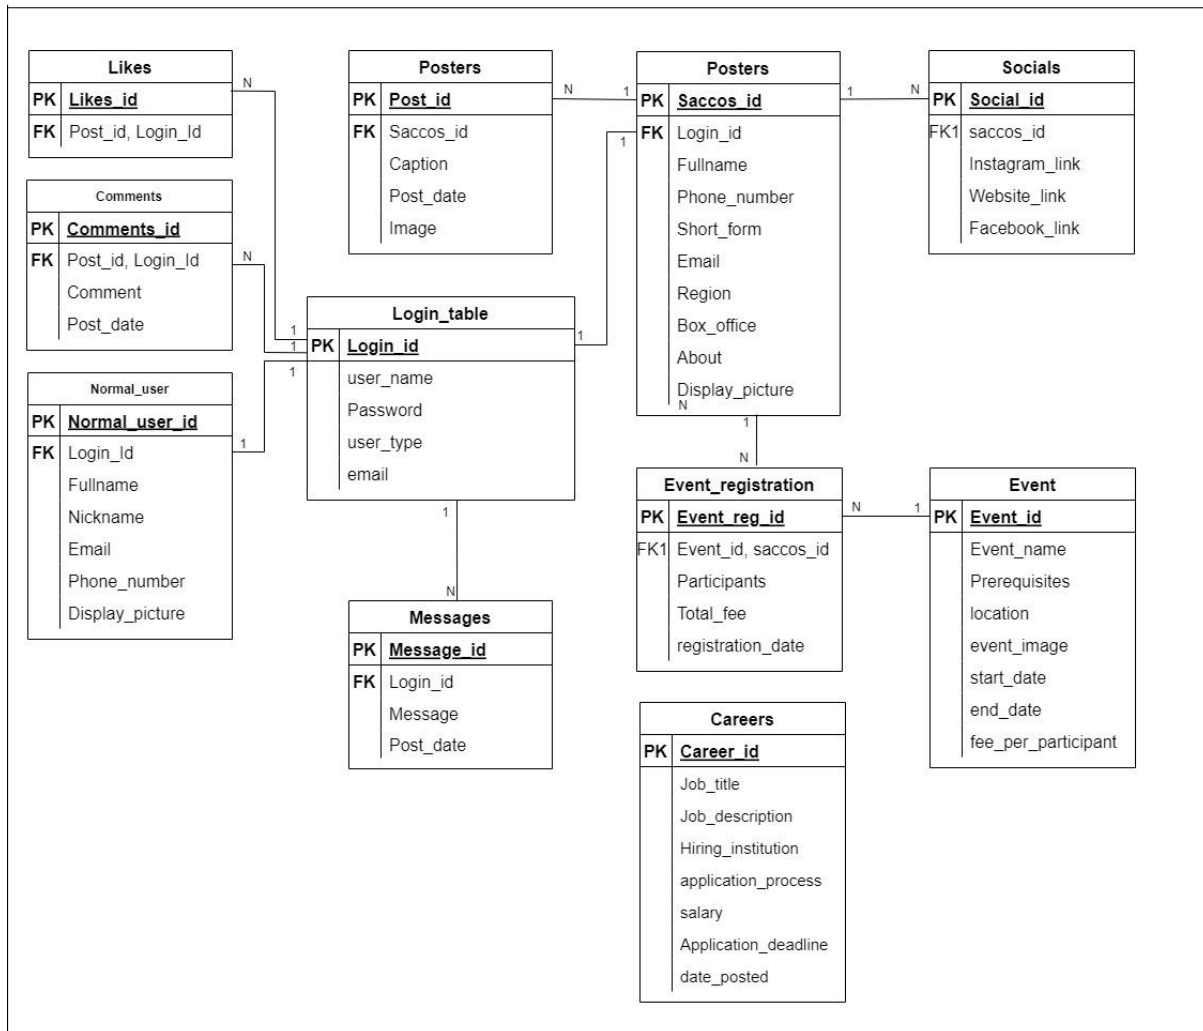 Likes
PK Likes_id
FK Post_id, Login_Id
N
Comments
PK Comments_id
FK Post_id, Login_Id
Comment
Post_date
N
Normal_user
PK Normal_user_id
FK Login_Id
Fullname
Nickname
Email
Phone_number
Display_picture
1
Posters
PK Post_id
FK Saccos_id
Caption
Post_date
Image
N
1
Login_table
PK Login_id
user_name
Password
user_type
email
1
1
1
1
1
N
Messages
PK Message_id
FK Login_id
Message
Post_date
Posters
PK Saccos_id
FK Login_id
Fullname
Phone_number
Short_form
Email
Region
Box_office
About
Display_picture
N
1
1
N
1
N
Socials
PK Social_id
FK1 saccos_id
Instagram_link
Website_link
Facebook_link
Event_registration
PK Event_reg_id
FK1 Event_id, saccos_id
Participants
Total_fee
registration_date
N
1
Event
PK Event_id
Event_name
Prerequisites
location
event_image
start_date
end_date
fee_per_participant
Careers
PK Career_id
Job_title
Job_description
Hiring_institution
application_process
salary
Application_deadline
date_posted